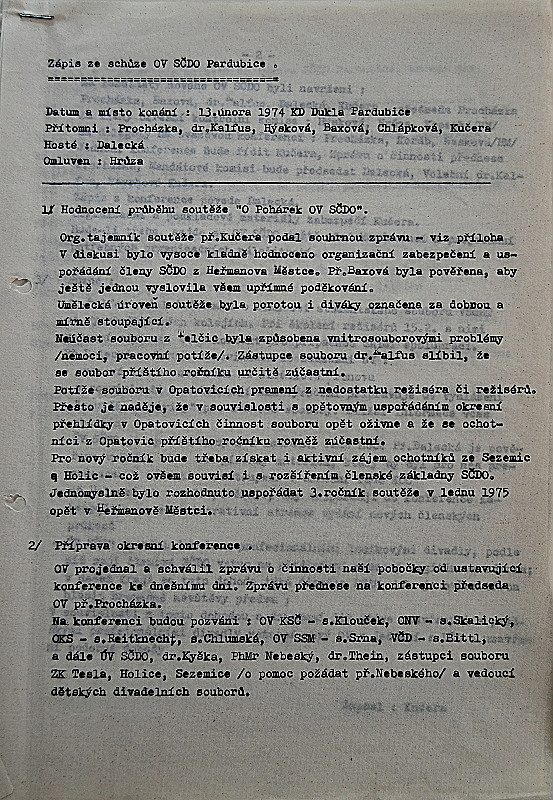 Zápis ze schůze OV SČDO Pardubice .
Datum a místo konání : 13.února 1974 KD Dukla Pardubice
Přítomni : Procházka, dr.Kalfus, Hýsková, Baxová, Chlápková, Kučera
Hosté : Dalecká
Omluven : Hrůza
1/ Hodnocení průběhu soutěže "O Pohárek OV SČDO".
Org.tajemník soutěže př.Kučera podal souhrnou zprávu - viz příloha
V diskusi bylo vysoce kladně hodnoceno organizační zabezpečení a us-
pořádání členy SČDO z Heřmanova Městce. Př.Baxová byla pověřena, aby
ještě jednou vyslovila všem upřímné poděkování.
Umělecká úroveň soutěže byla porotou i diváky označena za dobrou a
mírně stoupající.
Neúčast souboru z Telčic byla způsobena vnitrosouborovými problémy
/nemoci, pracovní potíže/. Zástupce souboru dr.Kalfus slíbil, že
se soubor příštího ročníku určitě zúčastní.
Potíže souboru v Opatovicích pramení z nedostatku režiséra či režisérů.
Přesto je naděje, že v souvislosti s opětovným uspořádáním okresní
přehlídky v Opatovicích činnost souboru opět oživne a že se ochot-
níci z Opatovic příštího ročníku rovněž zúčastní.
Pro nový ročník bude třeba získat i aktivní zájem ochotníků ze Sezemic
a Holic - což ovšem souvisí i s rozšířením členské základny SČDO.
Jednomyslně bylo rozhodnuto uspořádat 3.ročník soutěže v lednu 1975
opět v Heřmanově Městci.
2/ Příprava okresní konference .
OV projednal a schválil zprávu o činnosti naší pobočky od ustavující
konference ke dnešnímu dni. Zprávu přednese na konferenci předseda
OV př.Procházka.
Na konferenci budou pozváni : OV KSČ - s.Klouček, ONV - s.Skalický,
OKS - s.Reitknecht, s.Chlumská, OV SSM - s.Srna, VČD - s.Bittl,
a dále ÚV SČDO, dr.Kyška, PhMr Nebeský, dr.Thein, zástupci souboru
ZK Tesla, Holice, Sezemice /o pomoc požádat př.Nebeského/ a vedoucí
dětských divadelních souborů.